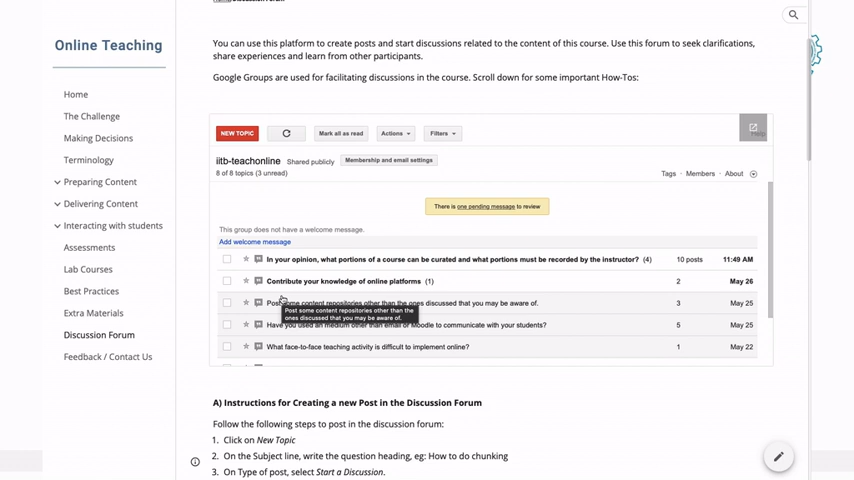 Online Teaching
Home
The Challenge
Making Decisions
Terminology
Preparing Content
Delivering Content
Interacting with students
Assessments
Lab Courses
Best Practices
Extra Materials
Discussion Forum
Feedback / Contact Us
You can use this platform to create posts and start discussions related to the content of this course. Use this forum to seek clarifications,
share experiences and learn from other participants.
Google Groups are used for facilitating discussions in the course. Scroll down for some important How-Tos:
NEW TOPIC
Mark all as read
Actions
Filters
Help
iitb-teachonline Shared publicly Membership and email settings
8 of 8 topics (3 unread)
Tags · Members · About
There is one pending message to review
This group does not have a welcome message.
Add welcome message
In your opinion, what portions of a course can be curated and what portions must be recorded by the instructor? (4) 10 posts 11:49 AM
Contribute your knowledge of online platforms (1) 2 May 26
Post some content repositories other than the ones discussed that you may be aware of. 3 May 25
Post some content repositories other than the
ones discussed that you may be aware of.
Have you used an medium other than email or Moodle to communicate with your students? 5 May 25
What face-to-face teaching activity is difficult to implement online? 1 May 22
A) Instructions for Creating a new Post in the Discussion Forum
Follow the following steps to post in the discussion forum:
1. Click on New Topic
2. On the Subject line, write the question heading, eg: How to do chunking
3. On Type of post, select Start a Discussion.